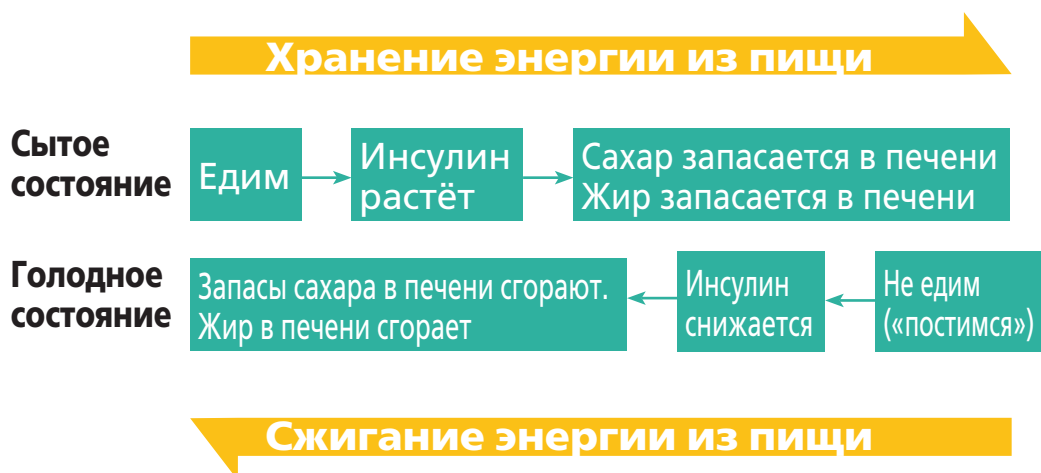 Хранение энергии из пищи
Сытое
состояние
Едим
Инсулин
растёт
Сахар запасается в печени
Жир запасается в печени
Голодное
состояние
Запасы сахара в печени сгорают.
Жир в печени сгорает
Инсулин
снижается
Не едим
(«постимся»)
Сжигание энергии из пищи